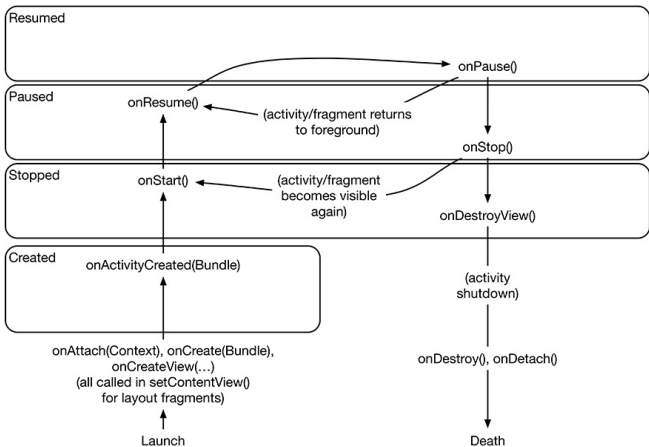 Resumed
onPause()
Paused
onResume()
(activity/fragment returns
to foreground)
onStop()
Stopped
onStart()
(activity/fragment
becomes visible
again)
onDestroyView()
Created
onActivityCreated(Bundle)
(activity
shutdown)
onAttach(Context), onCreate(Bundle),
onCreateView(…)
(all called in setContentView()
for layout fragments)
onDestroy(), onDetach()
Launch
Death